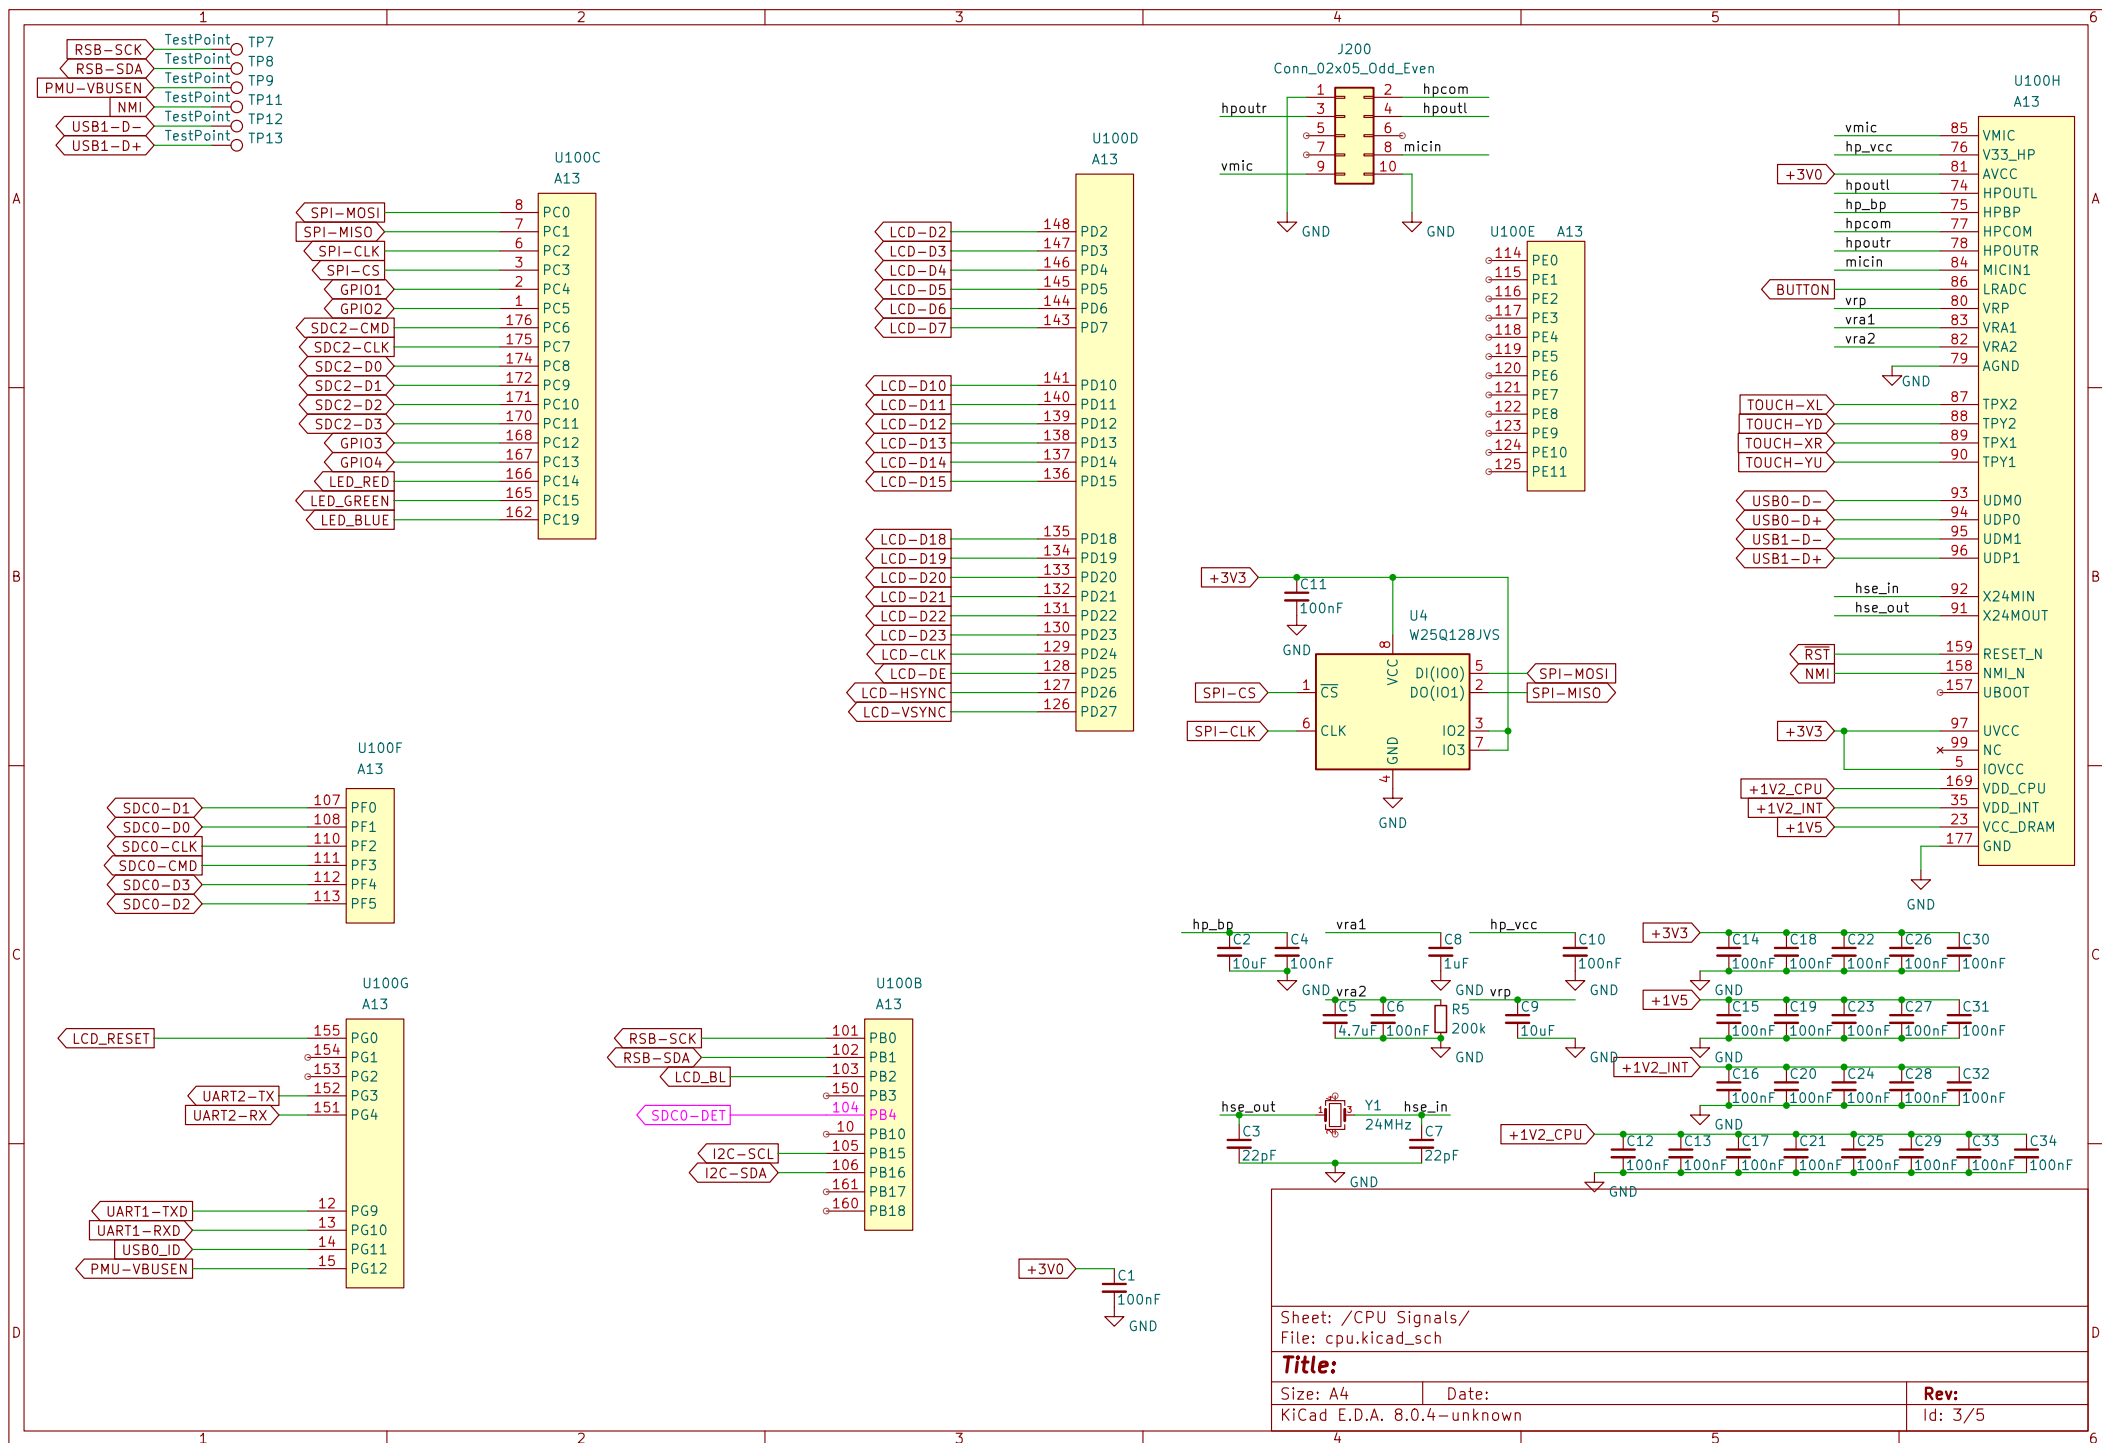 1 2 3 4 5 6
A
B
C
D
RSB-SCK TestPoint TP7
RSB-SDA TestPoint TP8
PMU-VBUSEN TestPoint TP9
NMI TestPoint TP11
USB1-D- TestPoint TP12
USB1-D+ TestPoint TP13
U100C
A13
SPI-MOSI 8 PC0
SPI-MISO 7 PC1
SPI-CLK 6 PC2
SPI-CS 3 PC3
GPIO1 2 PC4
GPIO2 1 PC5
SDC2-CMD 176 PC6
SDC2-CLK 175 PC7
SDC2-D0 174 PC8
SDC2-D1 172 PC9
SDC2-D2 171 PC10
SDC2-D3 170 PC11
GPIO3 168 PC12
GPIO4 167 PC13
LED_RED 166 PC14
LED_GREEN 165 PC15
LED_BLUE 162 PC19
U100D
A13
LCD-D2 148 PD2
LCD-D3 147 PD3
LCD-D4 146 PD4
LCD-D5 145 PD5
LCD-D6 144 PD6
LCD-D7 143 PD7
LCD-D10 141 PD10
LCD-D11 140 PD11
LCD-D12 139 PD12
LCD-D13 138 PD13
LCD-D14 137 PD14
LCD-D15 136 PD15
LCD-D18 135 PD18
LCD-D19 134 PD19
LCD-D20 133 PD20
LCD-D21 132 PD21
LCD-D22 131 PD22
LCD-D23 130 PD23
LCD-CLK 129 PD24
LCD-DE 128 PD25
LCD-HSYNC 127 PD26
LCD-VSYNC 126 PD27
J200
Conn_02x05_Odd_Even
1 2 hpcom
hpoutr 3 4 hpoutl
5 6
7 8 micin
vmic 9 10
GND GND
U100E A13
114 PE0
115 PE1
116 PE2
117 PE3
118 PE4
119 PE5
120 PE6
121 PE7
122 PE8
123 PE9
124 PE10
125 PE11
U100H
A13
vmic 85 VMIC
hp_vcc 76 V33_HP
+3V0 81 AVCC
hpoutl 74 HPOUTL
hp_bp 75 HPBP
hpcom 77 HPCOM
hpoutr 78 HPOUTR
micin 84 MICIN1
BUTTON 86 LRADC
vrp 80 VRP
vra1 83 VRA1
vra2 82 VRA2
GND 79 AGND
TOUCH-XL 87 TPX2
TOUCH-YD 88 TPY2
TOUCH-XR 89 TPX1
TOUCH-YU 90 TPY1
USB0-D- 93 UDM0
USB0-D+ 94 UDP0
USB1-D- 95 UDM1
USB1-D+ 96 UDP1
hse_in 92 X24MIN
hse_out 91 X24MOUT
RST 159 RESET_N
NMI 158 NMI_N
157 UBOOT
+3V3 97 UVCC
99 NC
5 IOVCC
+1V2_CPU 169 VDD_CPU
+1V2_INT 35 VDD_INT
+1V5 23 VCC_DRAM
177 GND
GND
+3V3
C11
100nF
GND
U4
W25Q128JVS
8 VCC
SPI-CS 1 CS
SPI-CLK 6 CLK
DI(IO0) 5 SPI-MOSI
DO(IO1) 2 SPI-MISO
IO2 3
IO3 7
GND 4
GND
U100F
A13
SDC0-D1 107 PF0
SDC0-D0 108 PF1
SDC0-CLK 110 PF2
SDC0-CMD 111 PF3
SDC0-D3 112 PF4
SDC0-D2 113 PF5
U100G
A13
LCD_RESET 155 PG0
154 PG1
153 PG2
UART2-TX 152 PG3
UART2-RX 151 PG4
UART1-TXD 12 PG9
UART1-RXD 13 PG10
USB0_ID 14 PG11
PMU-VBUSEN 15 PG12
U100B
A13
RSB-SCK 101 PB0
RSB-SDA 102 PB1
LCD_BL 103 PB2
150 PB3
SDC0-DET 104 PB4
10 PB10
I2C-SCL 105 PB15
I2C-SDA 106 PB16
161 PB17
160 PB18
+3V0
C1
100nF
GND
hp_bp C2 10uF C4 100nF GND
vra1 C8 1uF GND
hp_vcc C10 100nF GND
vra2 C5 4.7uF C6 100nF R5 200k GND
vrp C9 10uF GND
hse_out 1 3 hse_in
2 4
Y1
24MHz
C3 22pF
C7 22pF
GND
+3V3 C14 C18 C22 C26 C30
100nF 100nF 100nF 100nF 100nF
GND
+1V5 C15 C19 C23 C27 C31
100nF 100nF 100nF 100nF 100nF
GND
+1V2_INT C16 C20 C24 C28 C32
100nF 100nF 100nF 100nF 100nF
GND
+1V2_CPU C12 C13 C17 C21 C25 C29 C33 C34
100nF 100nF 100nF 100nF 100nF 100nF 100nF 100nF
GND
Sheet: /CPU Signals/
File: cpu.kicad_sch
Title:
Size: A4 Date: Rev:
KiCad E.D.A. 8.0.4-unknown Id: 3/5
A
B
C
D
1 2 3 4 5 6